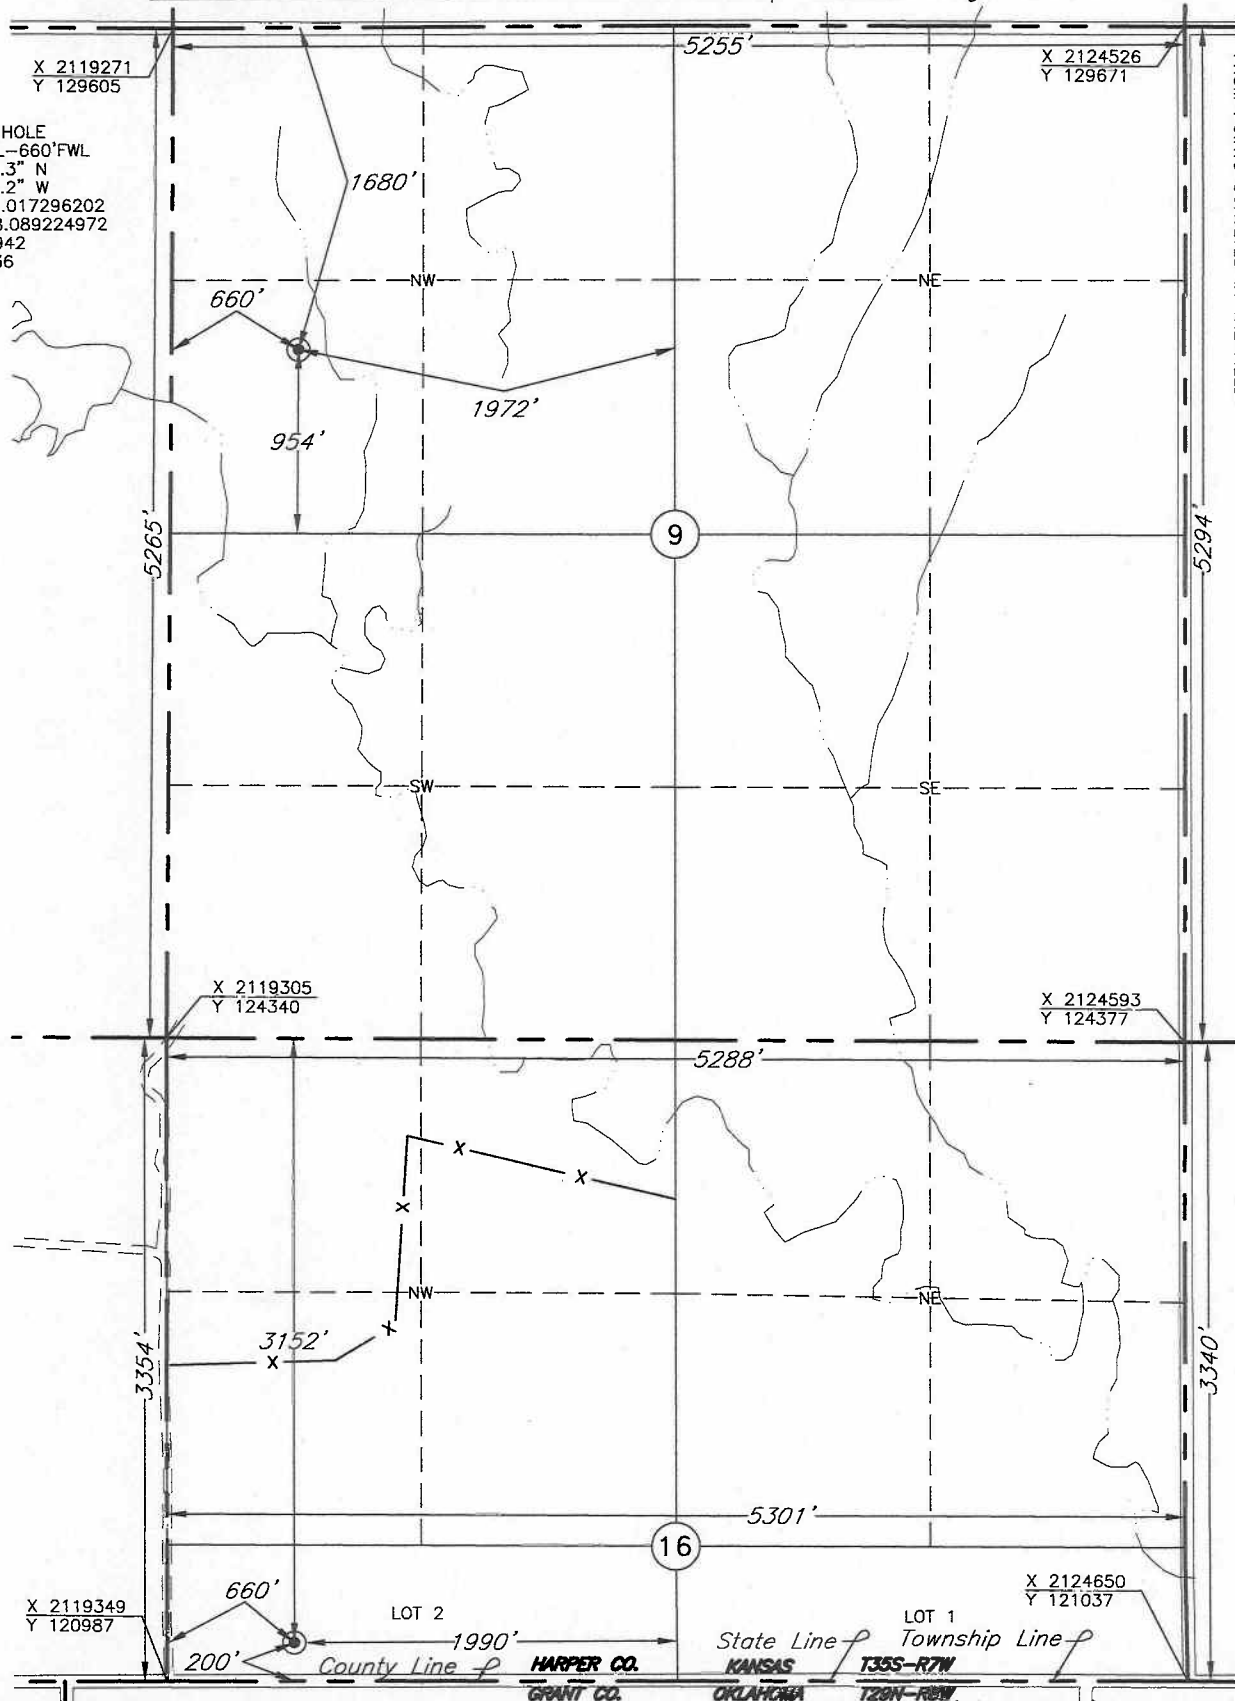 5255'
X 2119271
Y 129605
X 2124526
Y 129671
HOLE
L-660'FWL
.3" N
.2" W
.017296202
.089224972
942
36
1680'
NW
NE
660'
1972'
954'
5265'
9
5294'
SW
SE
X 2119305
Y 124340
X 2124593
Y 124377
5288'
x
x
x
NW
NE
3152'
x
x
3354'
3340'
5301'
16
X 2119349
Y 120987
660'
LOT 2
LOT 1
X 2124650
Y 121037
1990'
State Line
Township Line
200'
County Line
HARPER CO.
KANSAS
T35S-R7W
GRANT CO.
OKLAHOMA